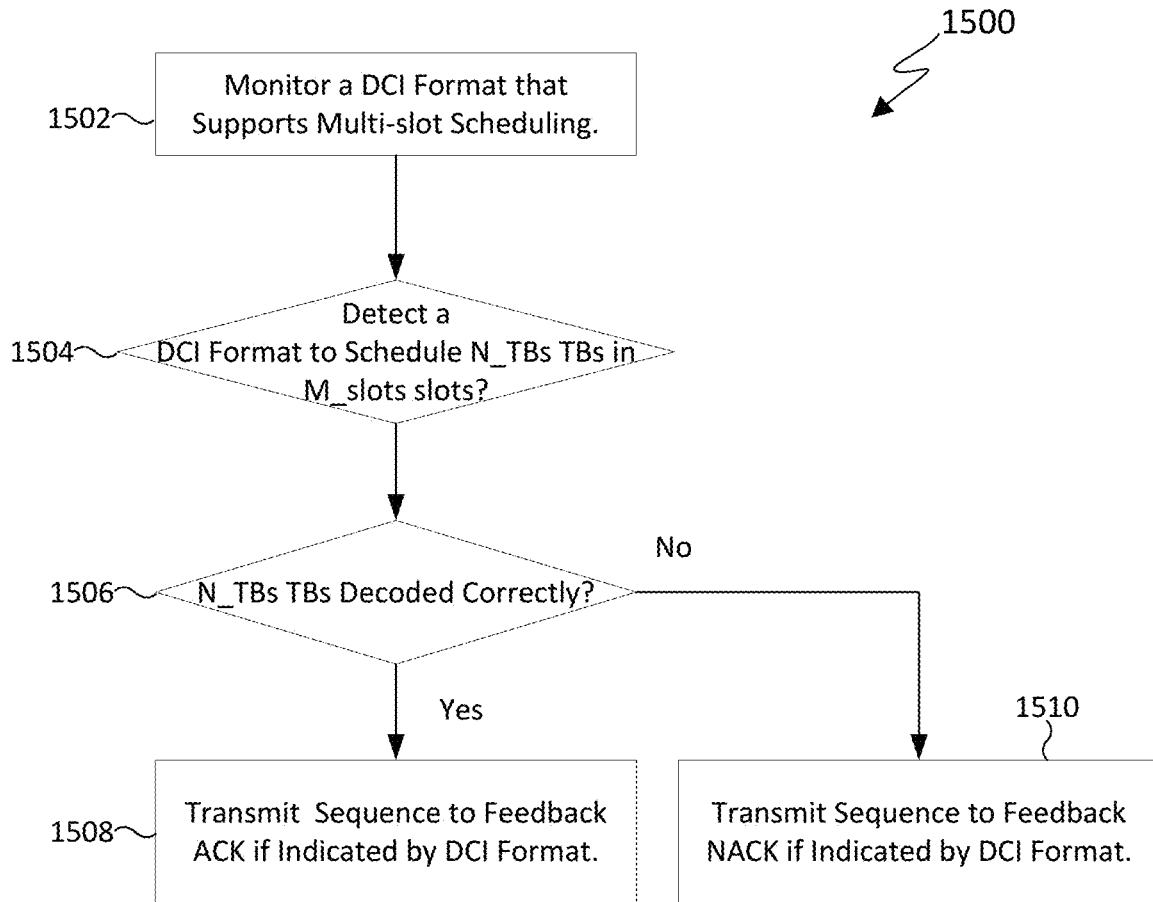 1500
Monitor a DCI Format that
Supports Multi-slot Scheduling.
1502
Detect a
DCI Format to Schedule N_TBs TBs in
M_slots slots?
1504
N_TBs TBs Decoded Correctly?
1506
No
Yes
1510
Transmit Sequence to Feedback
ACK if Indicated by DCI Format.
1508
Transmit Sequence to Feedback
NACK if Indicated by DCI Format.